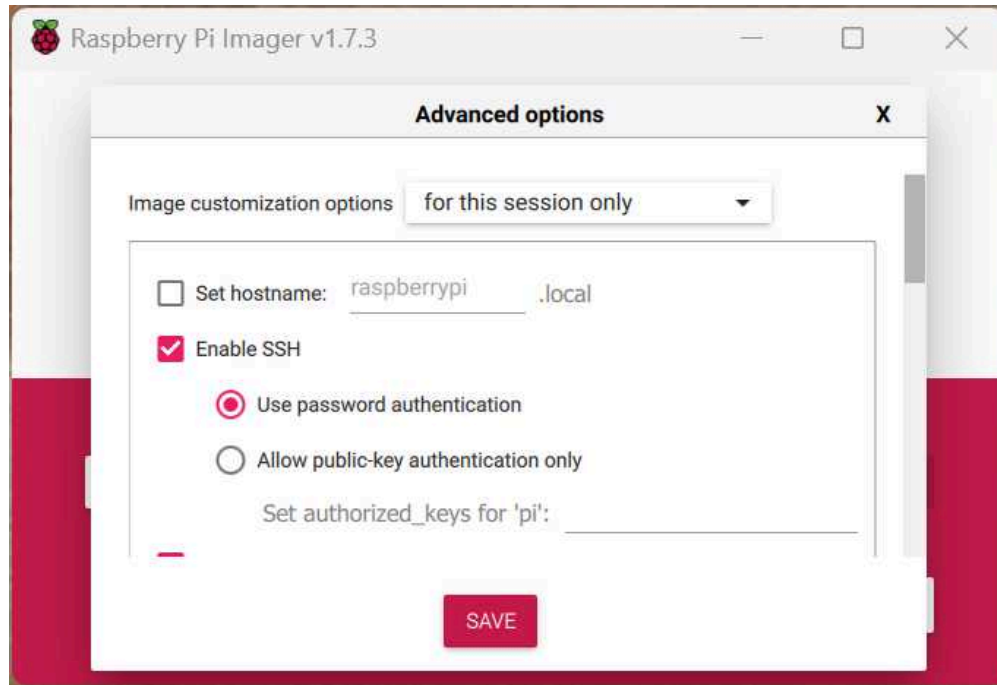 Raspberry Pi Imager v1.7.3
Advanced options X
Image customization options for this session only
Set hostname: raspberrypi .local
Enable SSH
Use password authentication
Allow public-key authentication only
Set authorized_keys for 'pi':
SAVE